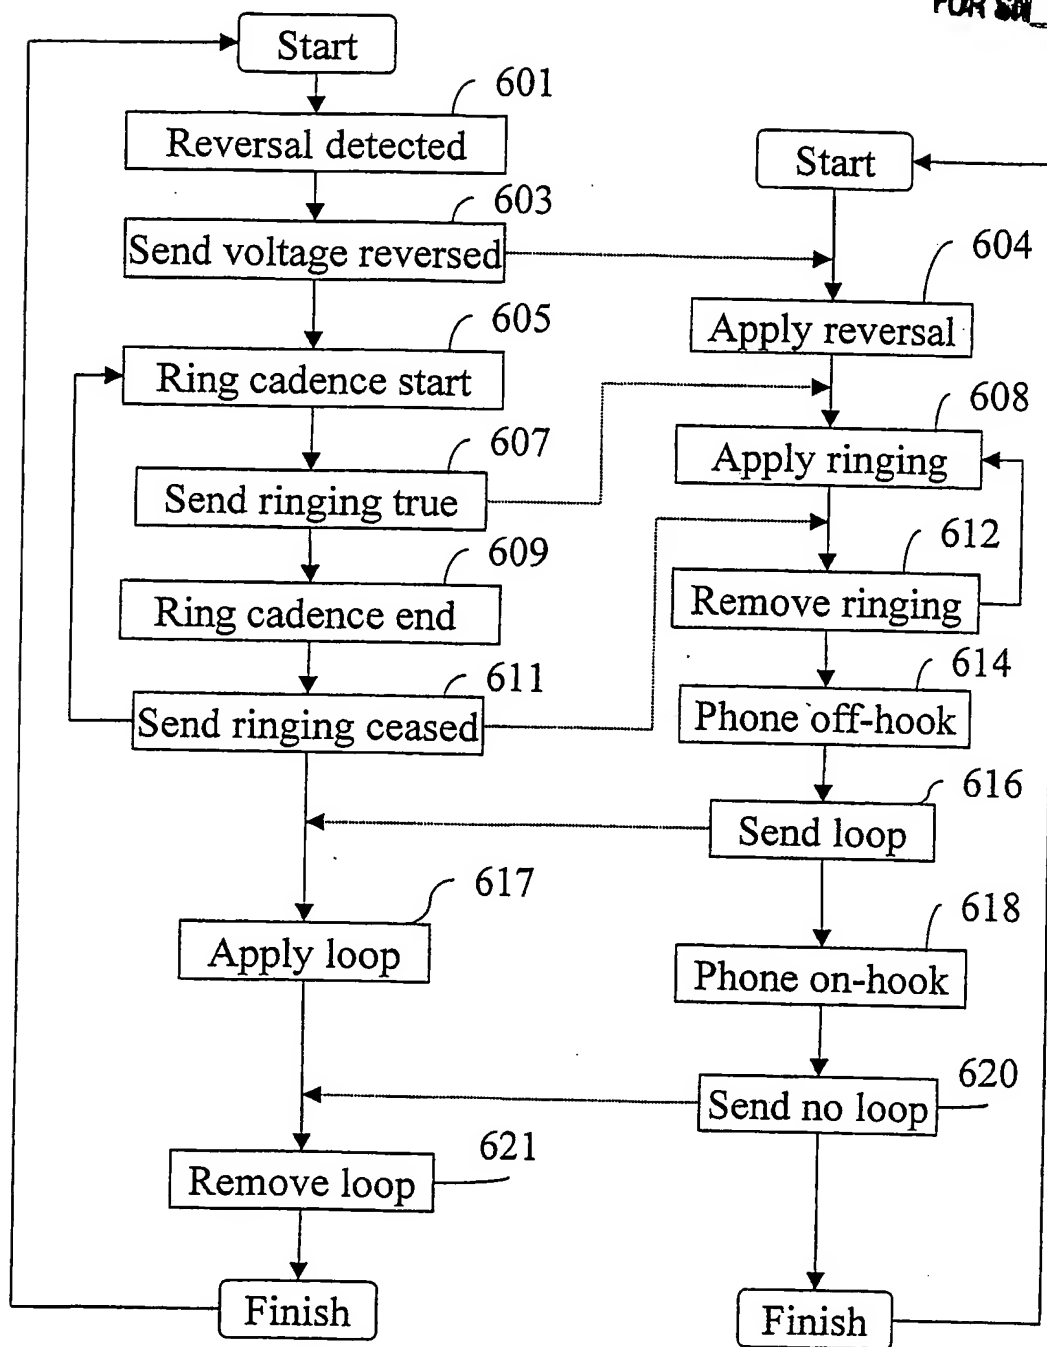 FOR
Start
601
Reversal detected
Start
603
Send voltage reversed
604
Apply reversal
605
Ring cadence start
608
Apply ringing
607
Send ringing true
612
Remove ringing
609
Ring cadence end
614
Phone off-hook
611
Send ringing ceased
616
Send loop
617
Apply loop
618
Phone on-hook
620
Send no loop
621
Remove loop
Finish
Finish